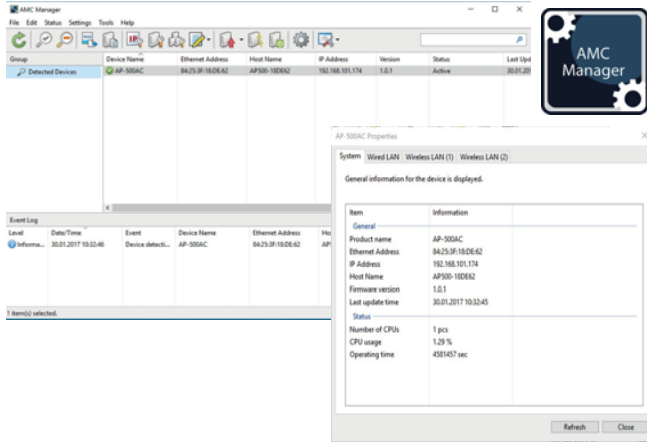 AMC Manager
File Edit Status Settings Tools Help
Group
Device Name Ethernet Address Host Name IP Address Version Status Last Upd
Detected Devices
AP-500AC 84:25:3F:18:DE:62 AP500-18DE62 192.168.101.174 1.0.1 Active 30.01.201
Event Log
Level Date/Time Event Device Name Ethernet Address Ho
Informa... 30.01.2017 10:32:46 Device detecti... AP-500AC 84:25:3F:18:DE:62 AP
1 item(s) selected.
AMC
Manager
AP-500AC Properties
System Wired LAN Wireless LAN (1) Wireless LAN (2)
General information for the device is displayed.
Item Information
General
Product name AP-500AC
Ethernet Address 84:25:3F:18:DE:62
IP Address 192.168.101.174
Host Name AP500-18DE62
Firmware version 1.0.1
Last update time 30.01.2017 10:32:45
Status
Number of CPUs 1 pcs
CPU usage 1.29 %
Operating time 4581457 sec
Refresh Close